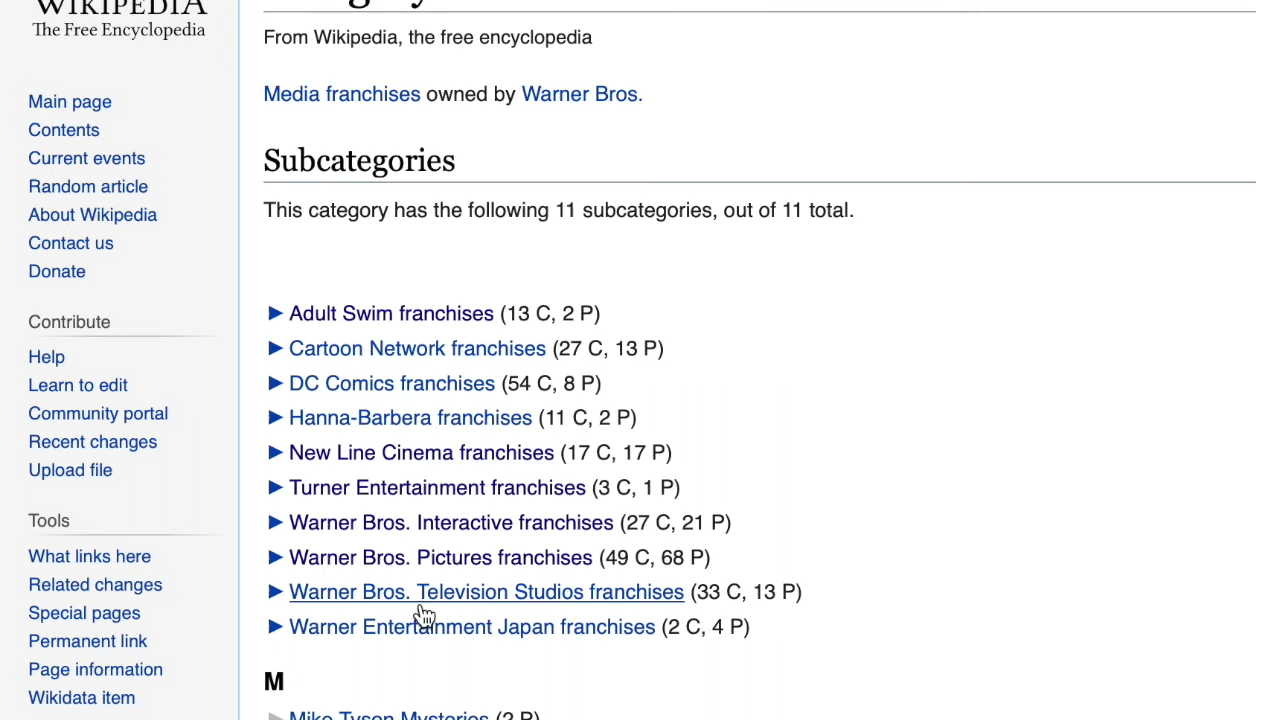 WIKIPEDIA
The Free Encyclopedia
Main page
Contents
Current events
Random article
About Wikipedia
Contact us
Donate
Contribute
Help
Learn to edit
Community portal
Recent changes
Upload file
Tools
What links here
Related changes
Special pages
Permanent link
Page information
Wikidata item
From Wikipedia, the free encyclopedia
Media franchises owned by Warner Bros.
Subcategories
This category has the following 11 subcategories, out of 11 total.
► Adult Swim franchises (13 C, 2 P)
► Cartoon Network franchises (27 C, 13 P)
► DC Comics franchises (54 C, 8 P)
► Hanna-Barbera franchises (11 C, 2 P)
► New Line Cinema franchises (17 C, 17 P)
► Turner Entertainment franchises (3 C, 1 P)
► Warner Bros. Interactive franchises (27 C, 21 P)
► Warner Bros. Pictures franchises (49 C, 68 P)
► Warner Bros. Television Studios franchises (33 C, 13 P)
► Warner Entertainment Japan franchises (2 C, 4 P)
M
► Mike Tyson Mysteries (2 P)